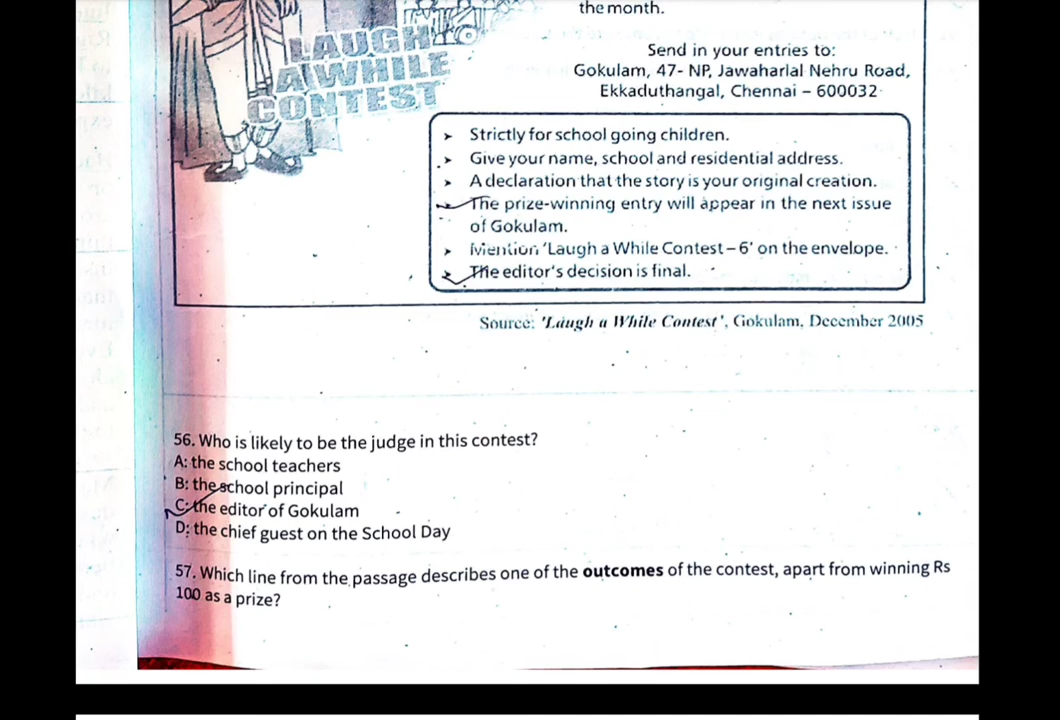 the month.
LAUGH
A WHILE
CONTEST
Send in your entries to:
Gokulam, 47- NP, Jawaharlal Nehru Road,
Ekkaduthangal, Chennai – 600032
➤ Strictly for school going children.
➤ Give your name, school and residential address.
➤ A declaration that the story is your original creation.
➤ The prize-winning entry will appear in the next issue
of Gokulam.
➤ Mention 'Laugh a While Contest – 6' on the envelope.
➤ The editor's decision is final.
Source: 'Laugh a While Contest', Gokulam, December 2005
56. Who is likely to be the judge in this contest?
A: the school teachers
B: the school principal
C: the editor of Gokulam
D: the chief guest on the School Day
57. Which line from the passage describes one of the outcomes of the contest, apart from winning Rs
100 as a prize?